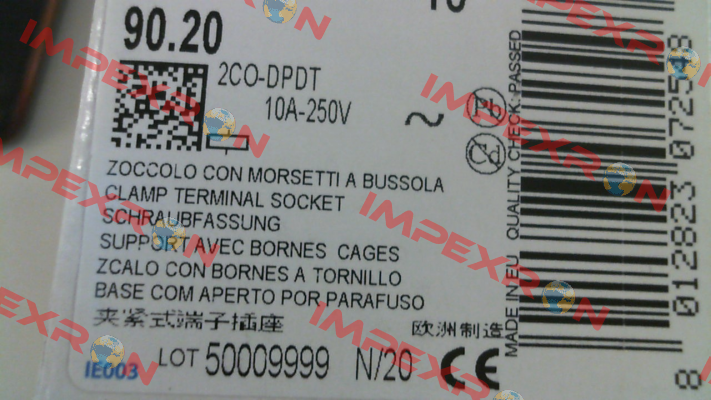 90.20
2CO-DPDT
10A-250V ~
Pb
ZOCCOLO CON MORSETTI A BUSSOLA
CLAMP TERMINAL SOCKET
SCHRAUBFASSUNG
SUPPORT AVEC BORNES CAGES
ZCALO CON BORNES A TORNILLO
BASE COM APERTO POR PARAFUSO
夹紧式端子插座
欧洲制造
IE003
LOT 50009999 N/20 CE
MADE IN EU QUALITY CHECK: PASSED
8 012823 072548
IMPEXRON